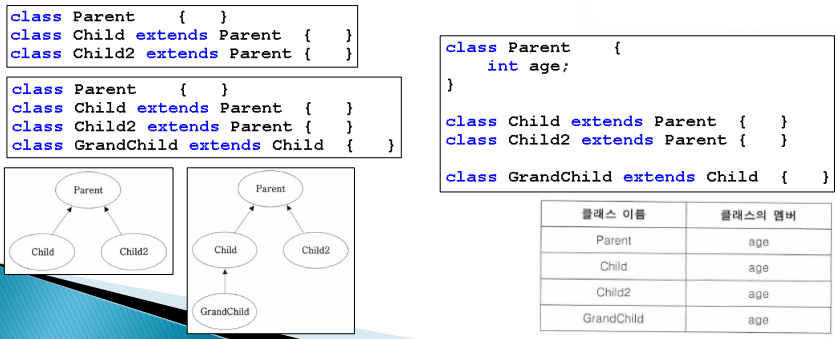 class Parent    {    }
class Child extends Parent  {    }
class Child2 extends Parent {    }
class Parent    {    }
class Child extends Parent  {    }
class Child2 extends Parent {    }
class GrandChild extends Child  {    }
Parent
Child Child2
Parent
Child Child2
GrandChild
class Parent    {
    int age;
}
class Child extends Parent  {    }
class Child2 extends Parent {    }
class GrandChild extends Child  {    }
클래스 이름 클래스의 멤버
Parent age
Child age
Child2 age
GrandChild age